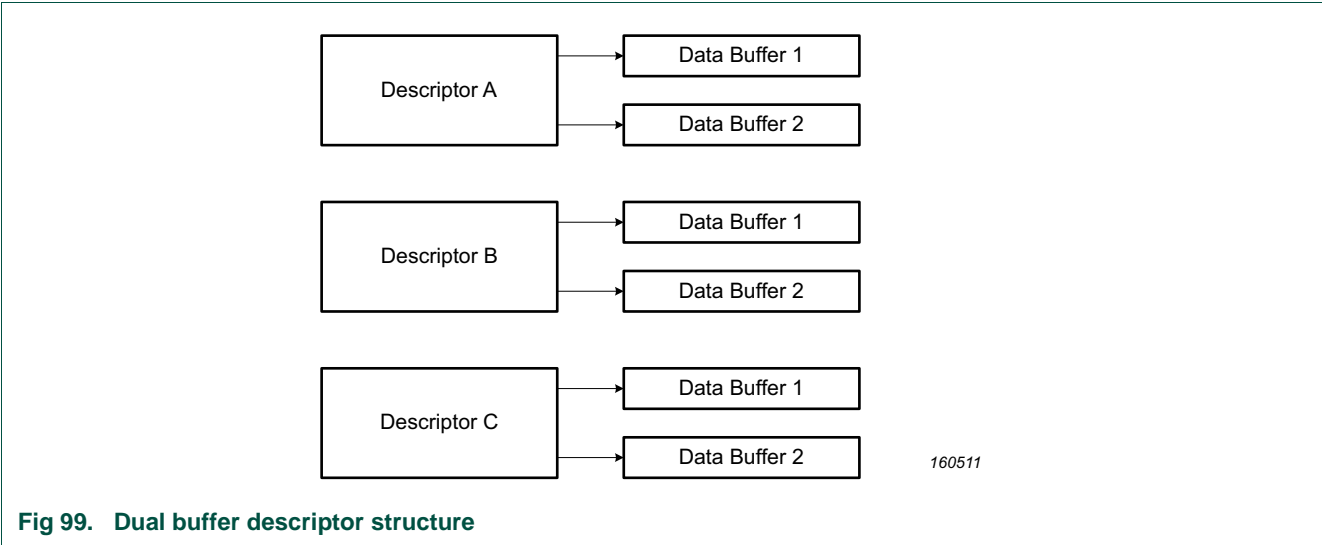 Descriptor A
Data Buffer 1
Data Buffer 2
Descriptor B
Data Buffer 1
Data Buffer 2
Descriptor C
Data Buffer 1
Data Buffer 2
160511
Fig 99. Dual buffer descriptor structure